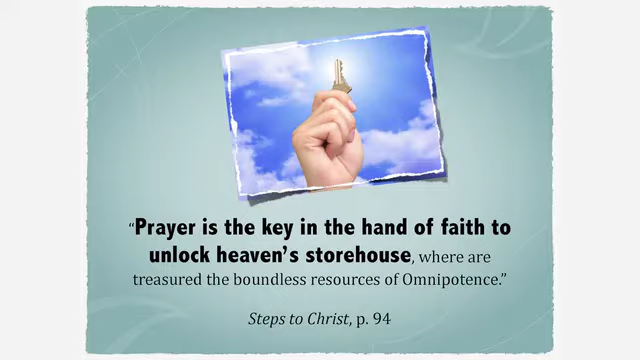 “Prayer is the key in the hand of faith to
unlock heaven’s storehouse, where are
treasured the boundless resources of Omnipotence.”
Steps to Christ, p. 94